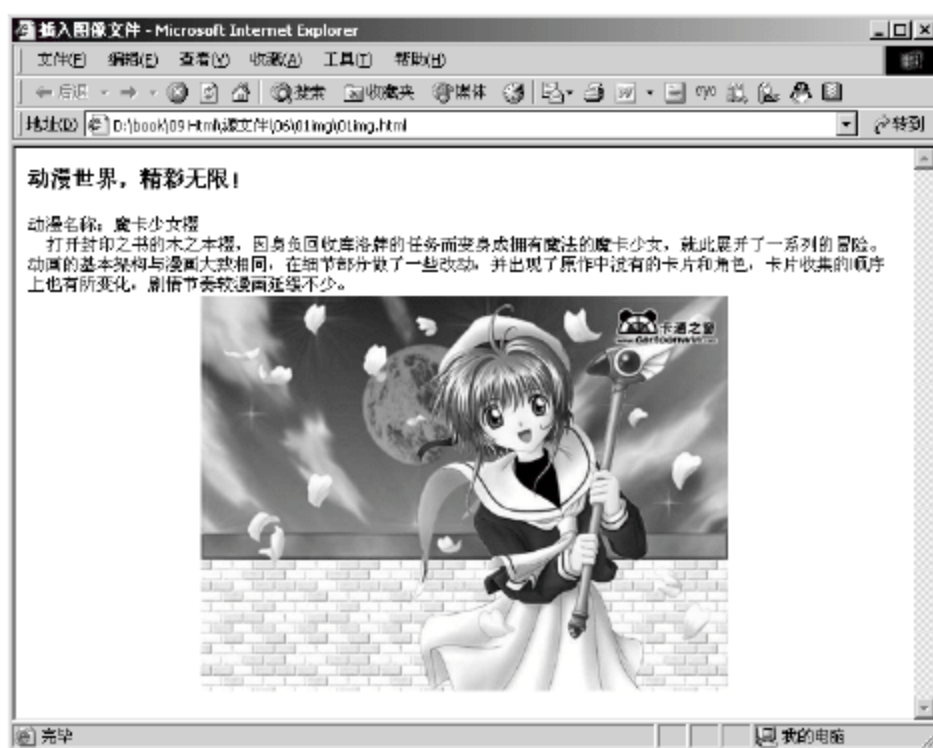 插入图像文件 - Microsoft Internet Explorer
文件(F) 编辑(E) 查看(V) 收藏(A) 工具(T) 帮助(H)
后退 搜索 收藏夹 媒体
地址(D) D:\book\09 Html\源文件\06\01img\01img.html 转到
动漫世界，精彩无限！
动漫名称：魔卡少女樱
打开封印之书的木之本樱，因身负回收库洛牌的任务而变身成拥有魔法的魔卡少女，就此展开了一系列的冒险。
动画的基本架构与漫画大致相同，在细节部分做了一些改动，并出现了原作中没有的卡片和角色，卡片收集的顺序
上也有所变化，剧情节奏较漫画延缓不少。
卡通之窗
www.cartoonwin.com
完毕 我的电脑